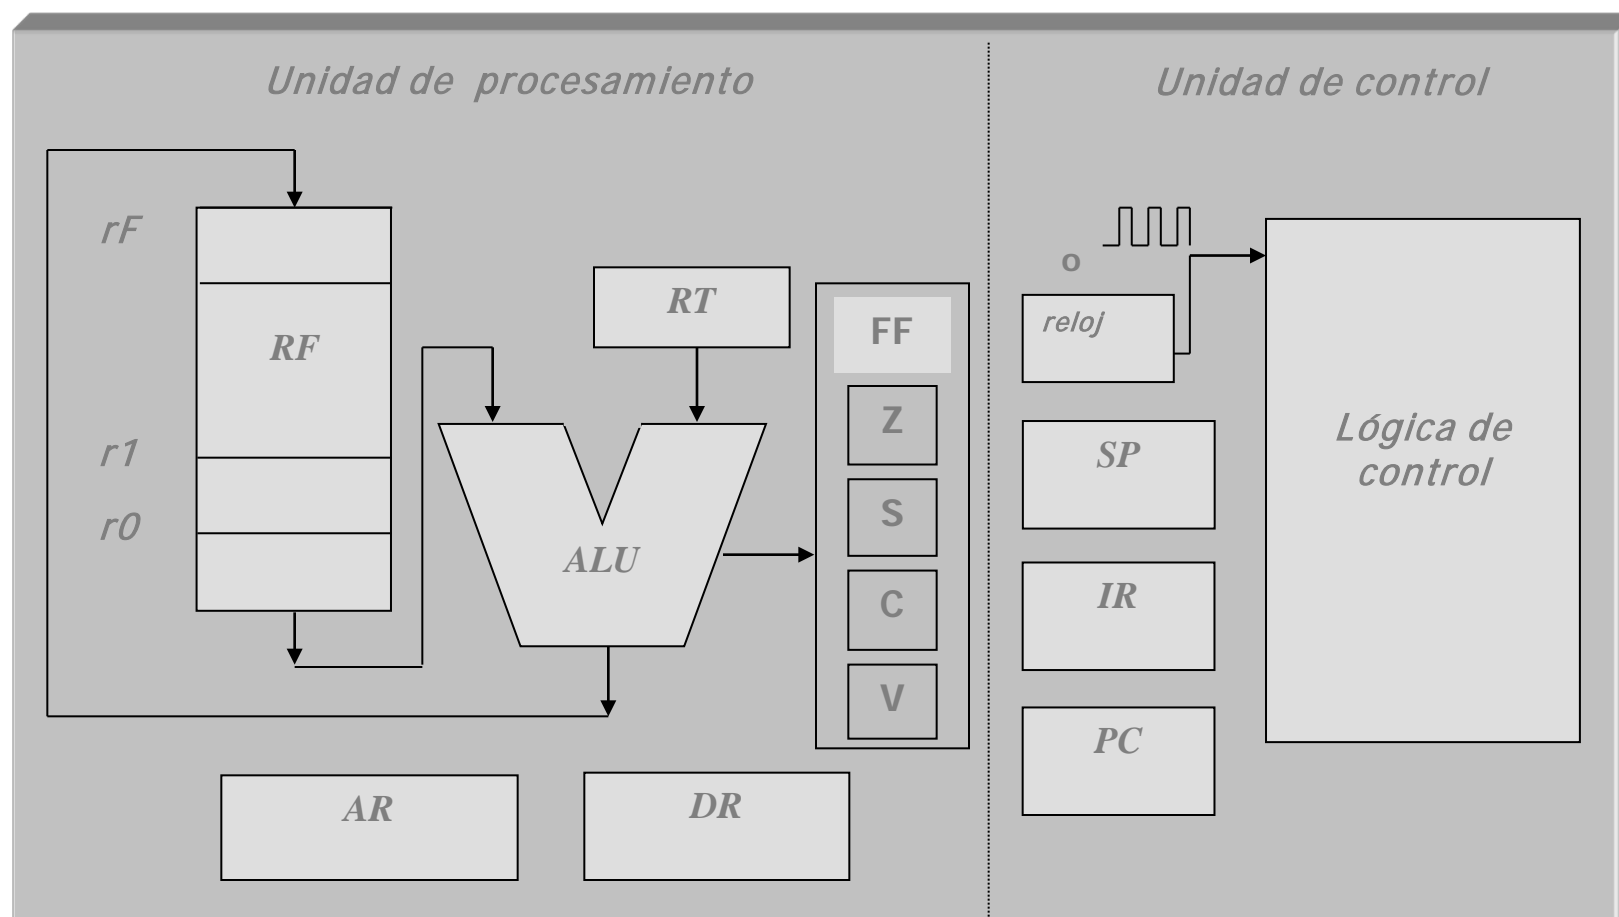 Unidad de procesamiento
Unidad de control
rF
RF
r1
r0
RT
ALU
FF
Z
S
C
V
AR
DR
o
reloj
SP
IR
PC
Lógica de
control